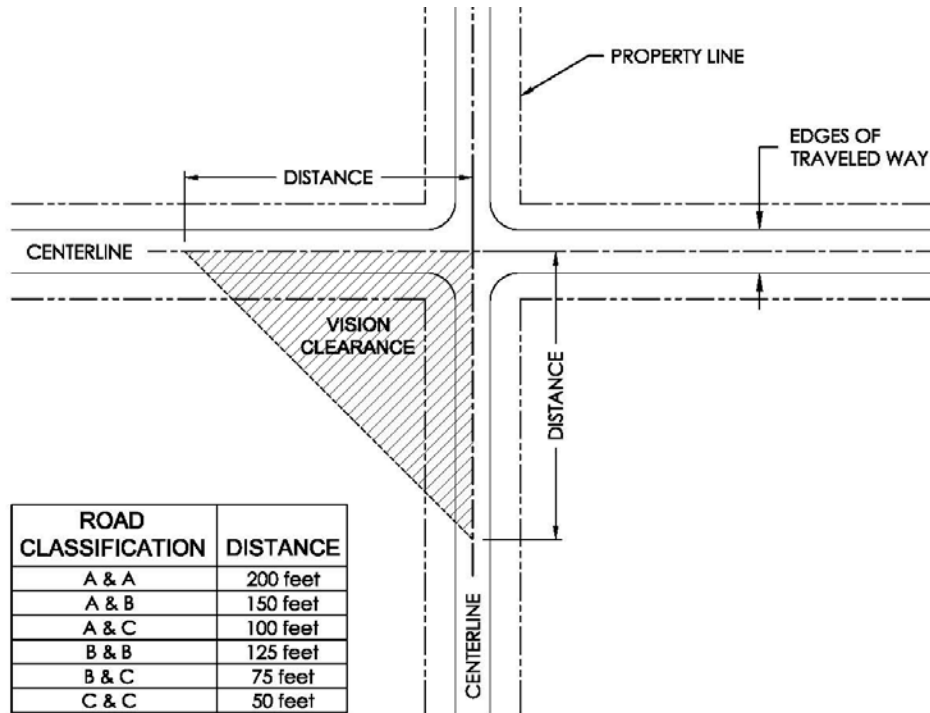 PROPERTY LINE
EDGES OF
TRAVELED WAY
DISTANCE
CENTERLINE
VISION
CLEARANCE
DISTANCE
CENTERLINE
ROAD
CLASSIFICATION DISTANCE
A & A 200 feet
A & B 150 feet
A & C 100 feet
B & B 125 feet
B & C 75 feet
C & C 50 feet